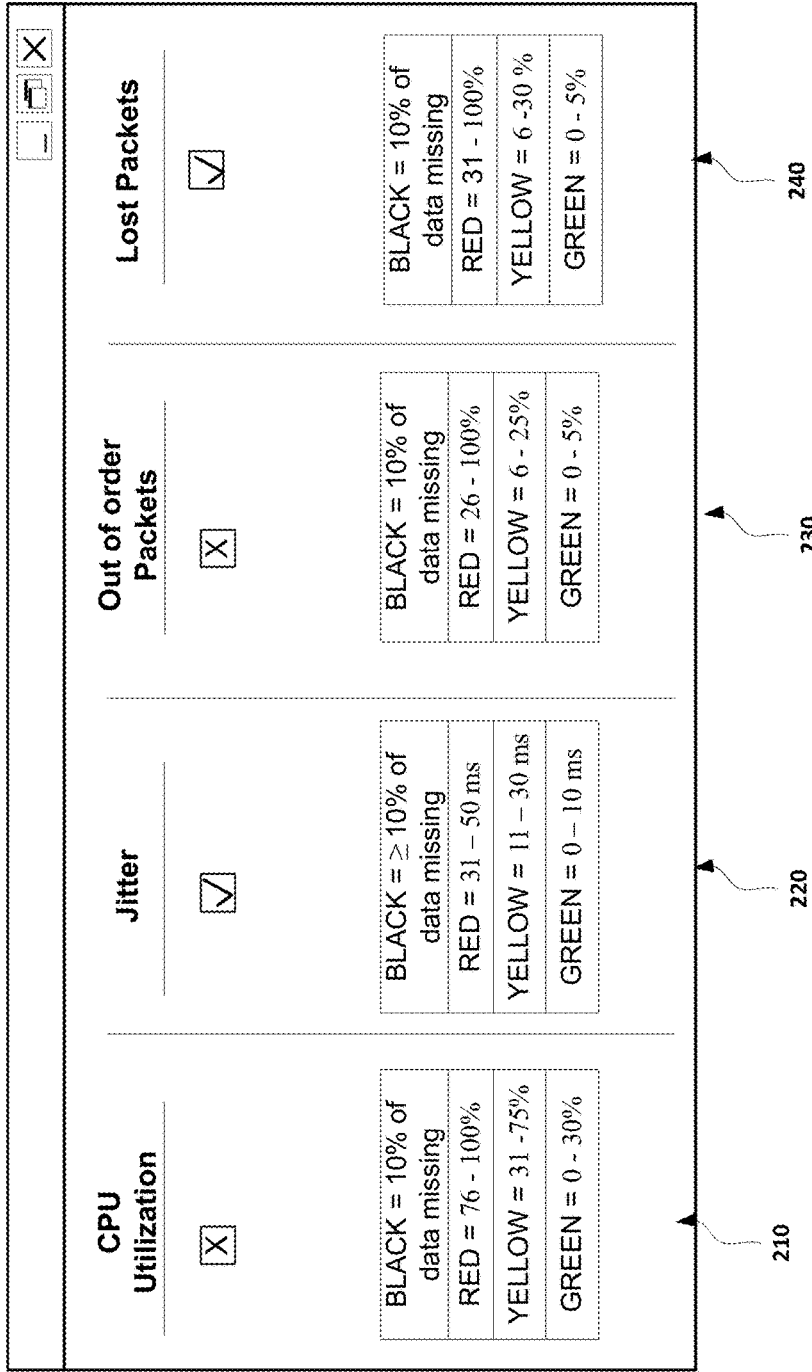 CPU
Utilization
X
BLACK = 10% of
data missing
RED = 76 - 100%
YELLOW = 31 -75%
GREEN = 0 - 30%
210
Jitter
BLACK = ≥ 10% of
data missing
RED = 31 – 50 ms
YELLOW = 11 – 30 ms
GREEN = 0 – 10 ms
220
Out of order
Packets
X
BLACK = 10% of
data missing
RED = 26 - 100%
YELLOW = 6 - 25%
GREEN = 0 - 5%
230
Lost Packets
BLACK = 10% of
data missing
RED = 31 - 100%
YELLOW = 6 -30 %
GREEN = 0 - 5%
240